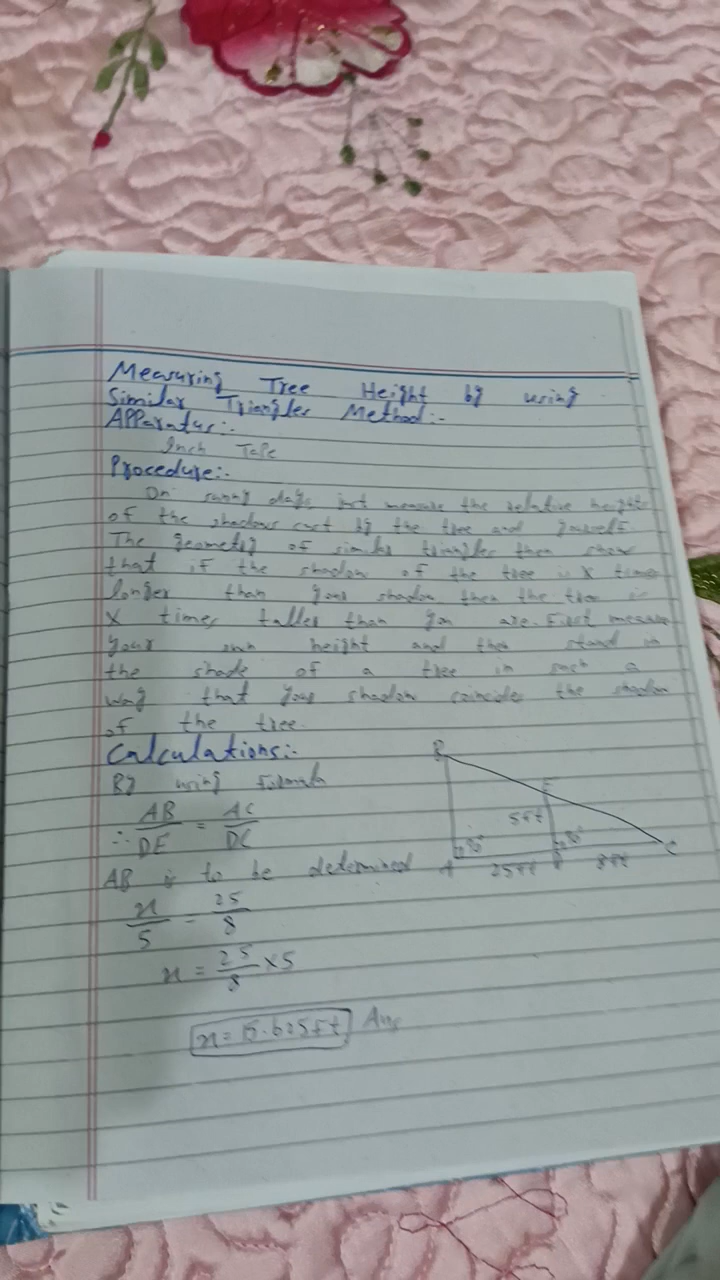 Measuring Tree Height by using
Similar Triangles Method:-
APParatus:-
Inch Tape
Procedure:-
On sunny days, just measure the relative height
of the shadows cast by the tree and yourself.
The geometry of similar triangles then show
that if the shadow of the tree is X times
longer than your shadow then the tree is
X times taller than you are. First measure
your own height and then stand in
the shade of a tree in such a
way that your shadow coincide the shadow
of the tree.
Calculations:-
By using Formula
∴ AB/DE = AC/DC
AB is to be determined
x/5 = 25/8
x = 25/8 ×5
x = 15.625ft Ans
B
E
5ft
90°
90°
A
25ft
8ft
C